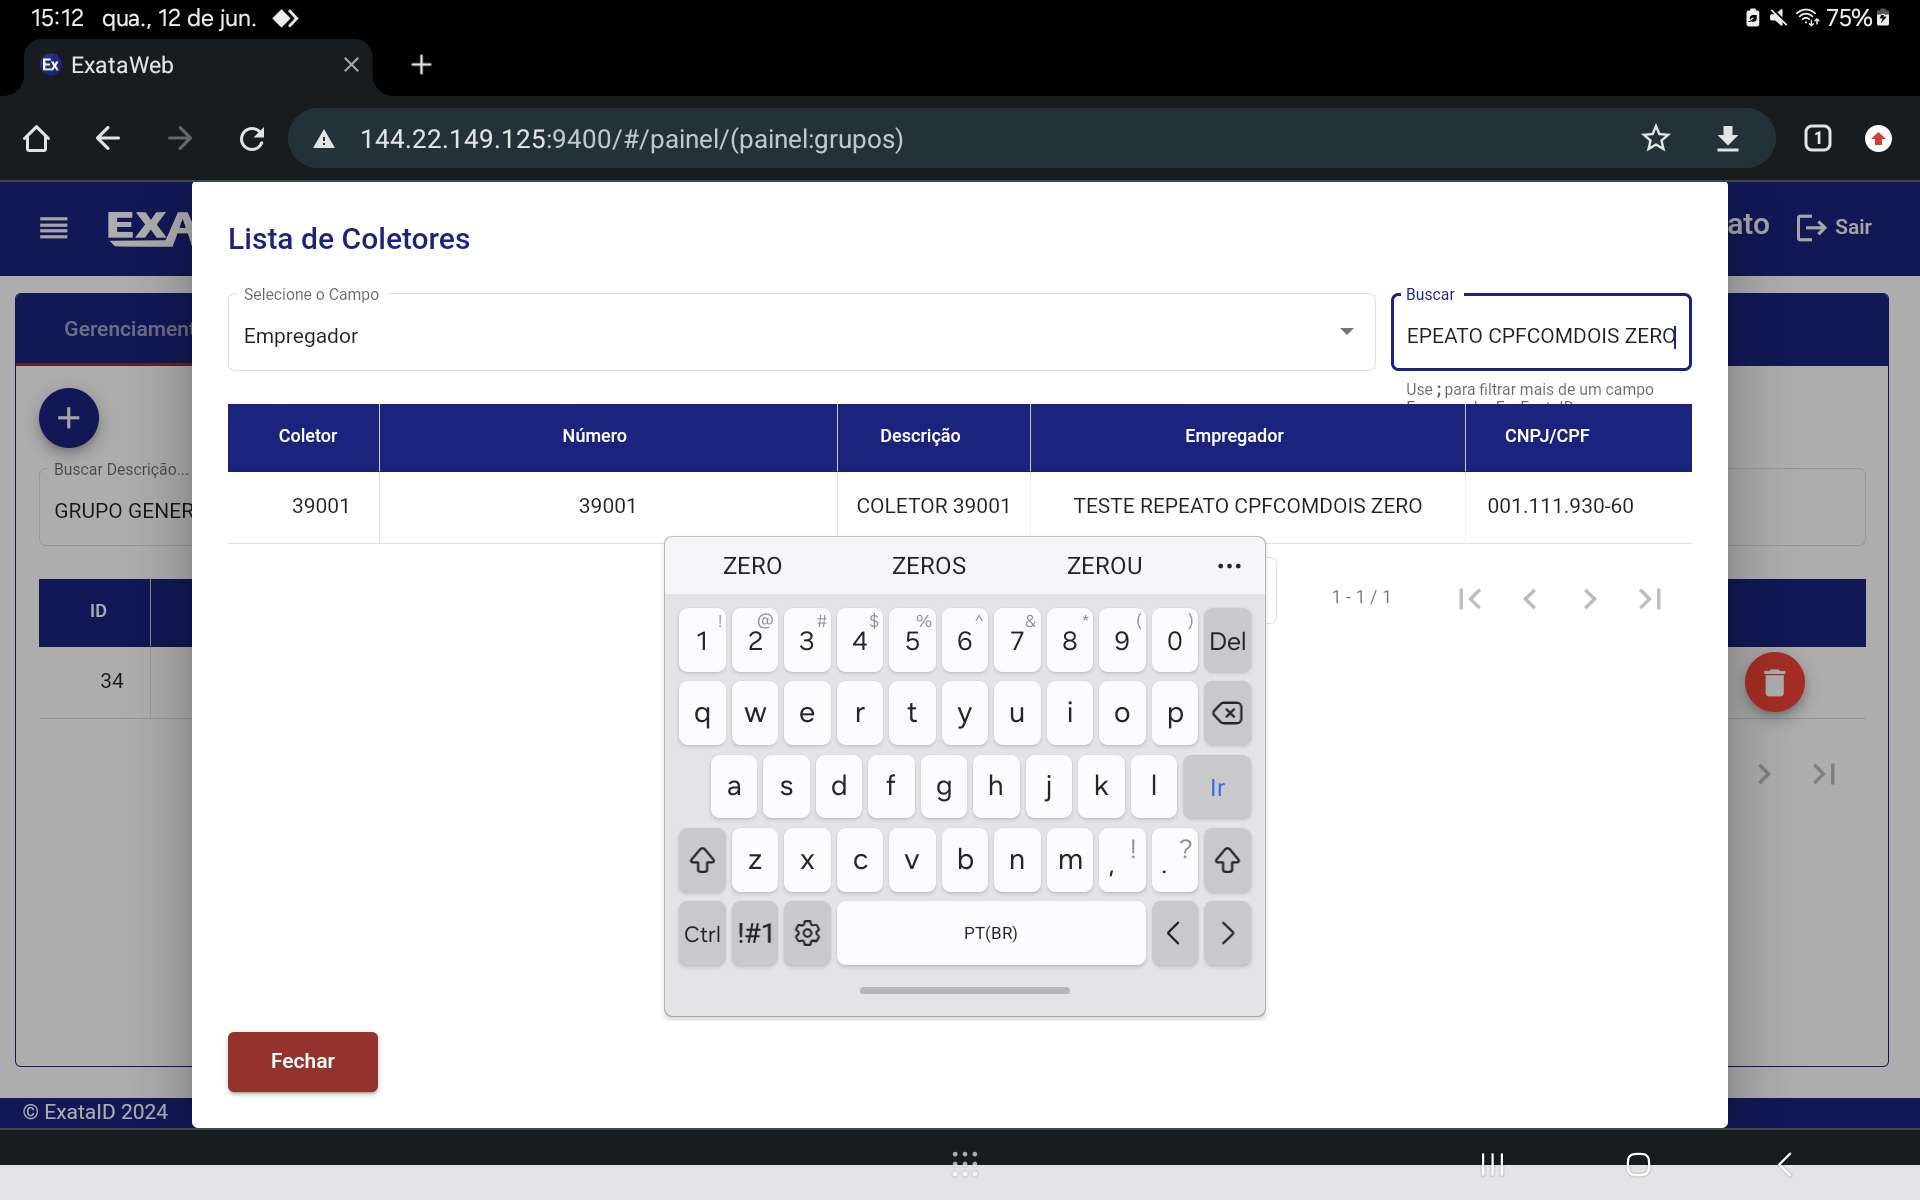 15:12 qua., 12 de jun. 75%
Ex ExataWeb
144.22.149.125:9400/#/painel/(painel:grupos) 1
EXA ato Sair
Lista de Coletores
Selecione o Campo
Empregador
Buscar
EPEATO CPFCOMDOIS ZERO
Use ; para filtrar mais de um campo
Gerenciament
Buscar Descrição...
GRUPO GENER
Coletor Número Descrição Empregador CNPJ/CPF
39001 39001 COLETOR 39001 TESTE REPEATO CPFCOMDOIS ZERO 001.111.930-60
1 - 1 / 1
ID
34
ZERO ZEROS ZEROU ...
! @ # $ % ^ & * ( )
1 2 3 4 5 6 7 8 9 0 Del
q w e r t y u i o p
a s d f g h j k l Ir
z x c v b n m , ! . ?
Ctrl !#1 PT(BR) < >
Fechar
© ExataID 2024